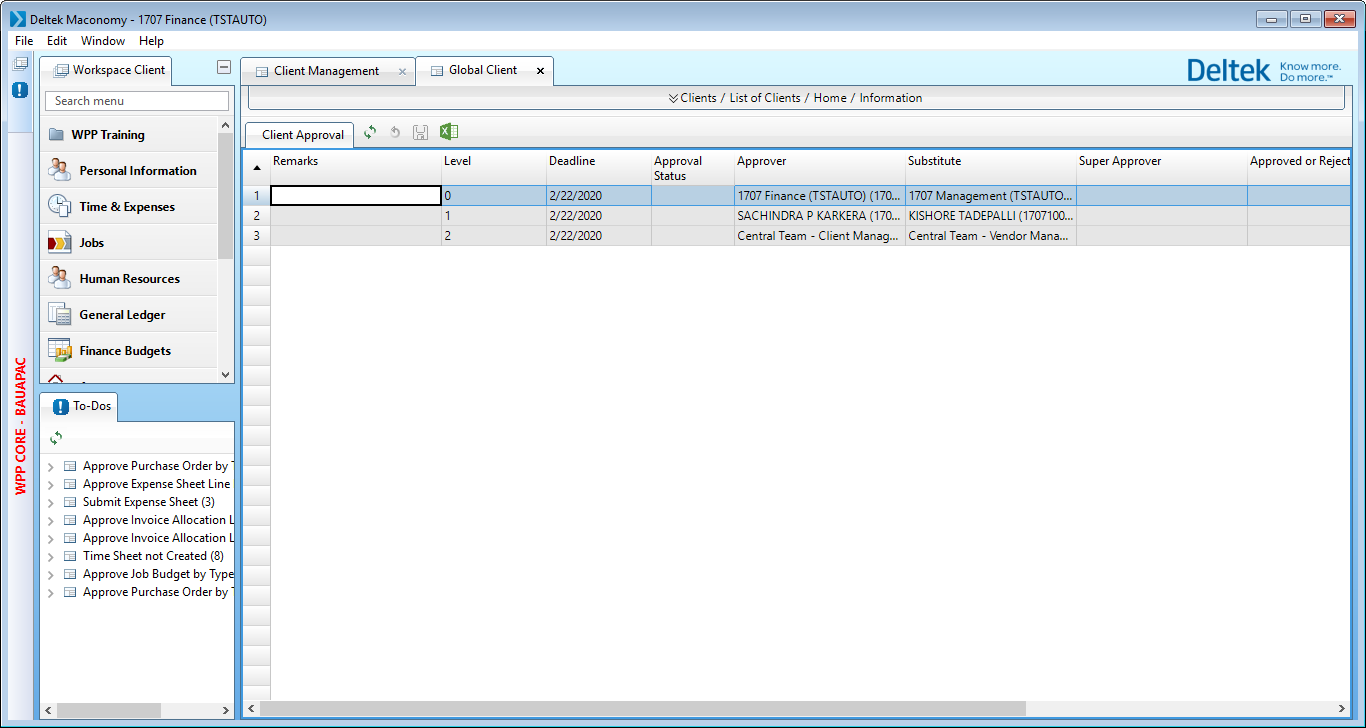 Deltek Maconomy - 1707 Finance (TSTAUTO)
File Edit Window Help
Workspace Client
Search menu
WPP Training
Personal Information
Time & Expenses
Jobs
Human Resources
General Ledger
Finance Budgets
WPP CORE - BAUAPAC
To-Dos
Approve Purchase Order by
Approve Expense Sheet Line
Submit Expense Sheet (3)
Approve Invoice Allocation L
Approve Invoice Allocation L
Time Sheet not Created (8)
Approve Job Budget by Type
Approve Purchase Order by
Client Management Global Client
Deltek Know more. Do more.™
Clients / List of Clients / Home / Information
Client Approval
Remarks Level Deadline Approval Status Approver Substitute Super Approver Approved or Reject
1 0 2/22/2020 1707 Finance (TSTAUTO) (170... 1707 Management (TSTAUTO...
2 1 2/22/2020 SACHINDRA P KARKERA (170... KISHORE TADEPALLI (1707100...
3 2 2/22/2020 Central Team - Client Manag... Central Team - Vendor Mana...